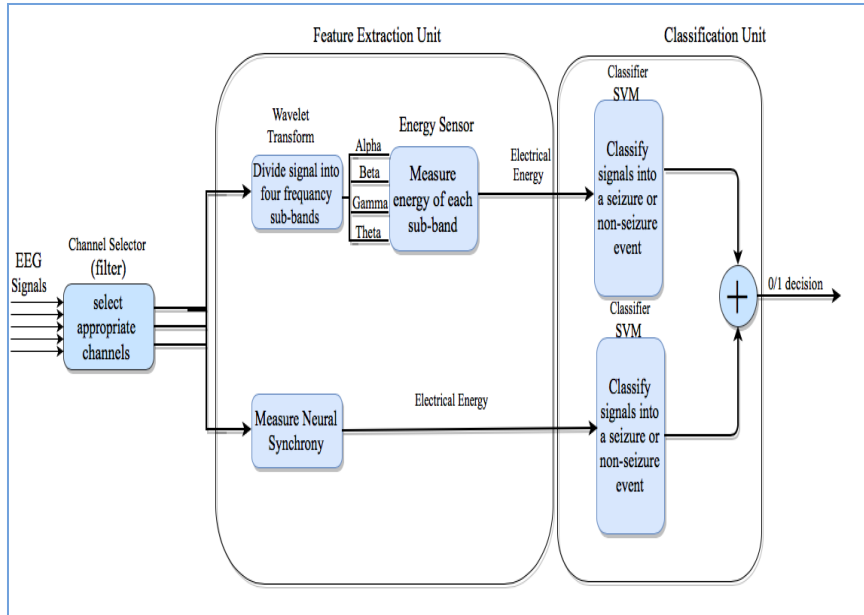 Feature Extraction Unit
Classification Unit
EEG
Signals
Channel Selector
(filter)
select
appropriate
channels
Wavelet
Transform
Divide signal into
four frequancy
sub-bands
Alpha
Beta
Gamma
Theta
Energy Sensor
Measure
energy of each
sub-band
Electrical
Energy
Classifier
SVM
Classify
signals into
a seizure or
non-seizure
event
Measure Neural
Synchrony
Electrical Energy
Classifier
SVM
Classify
signals into
a seizure or
non-seizure
event
+
0/1 decision